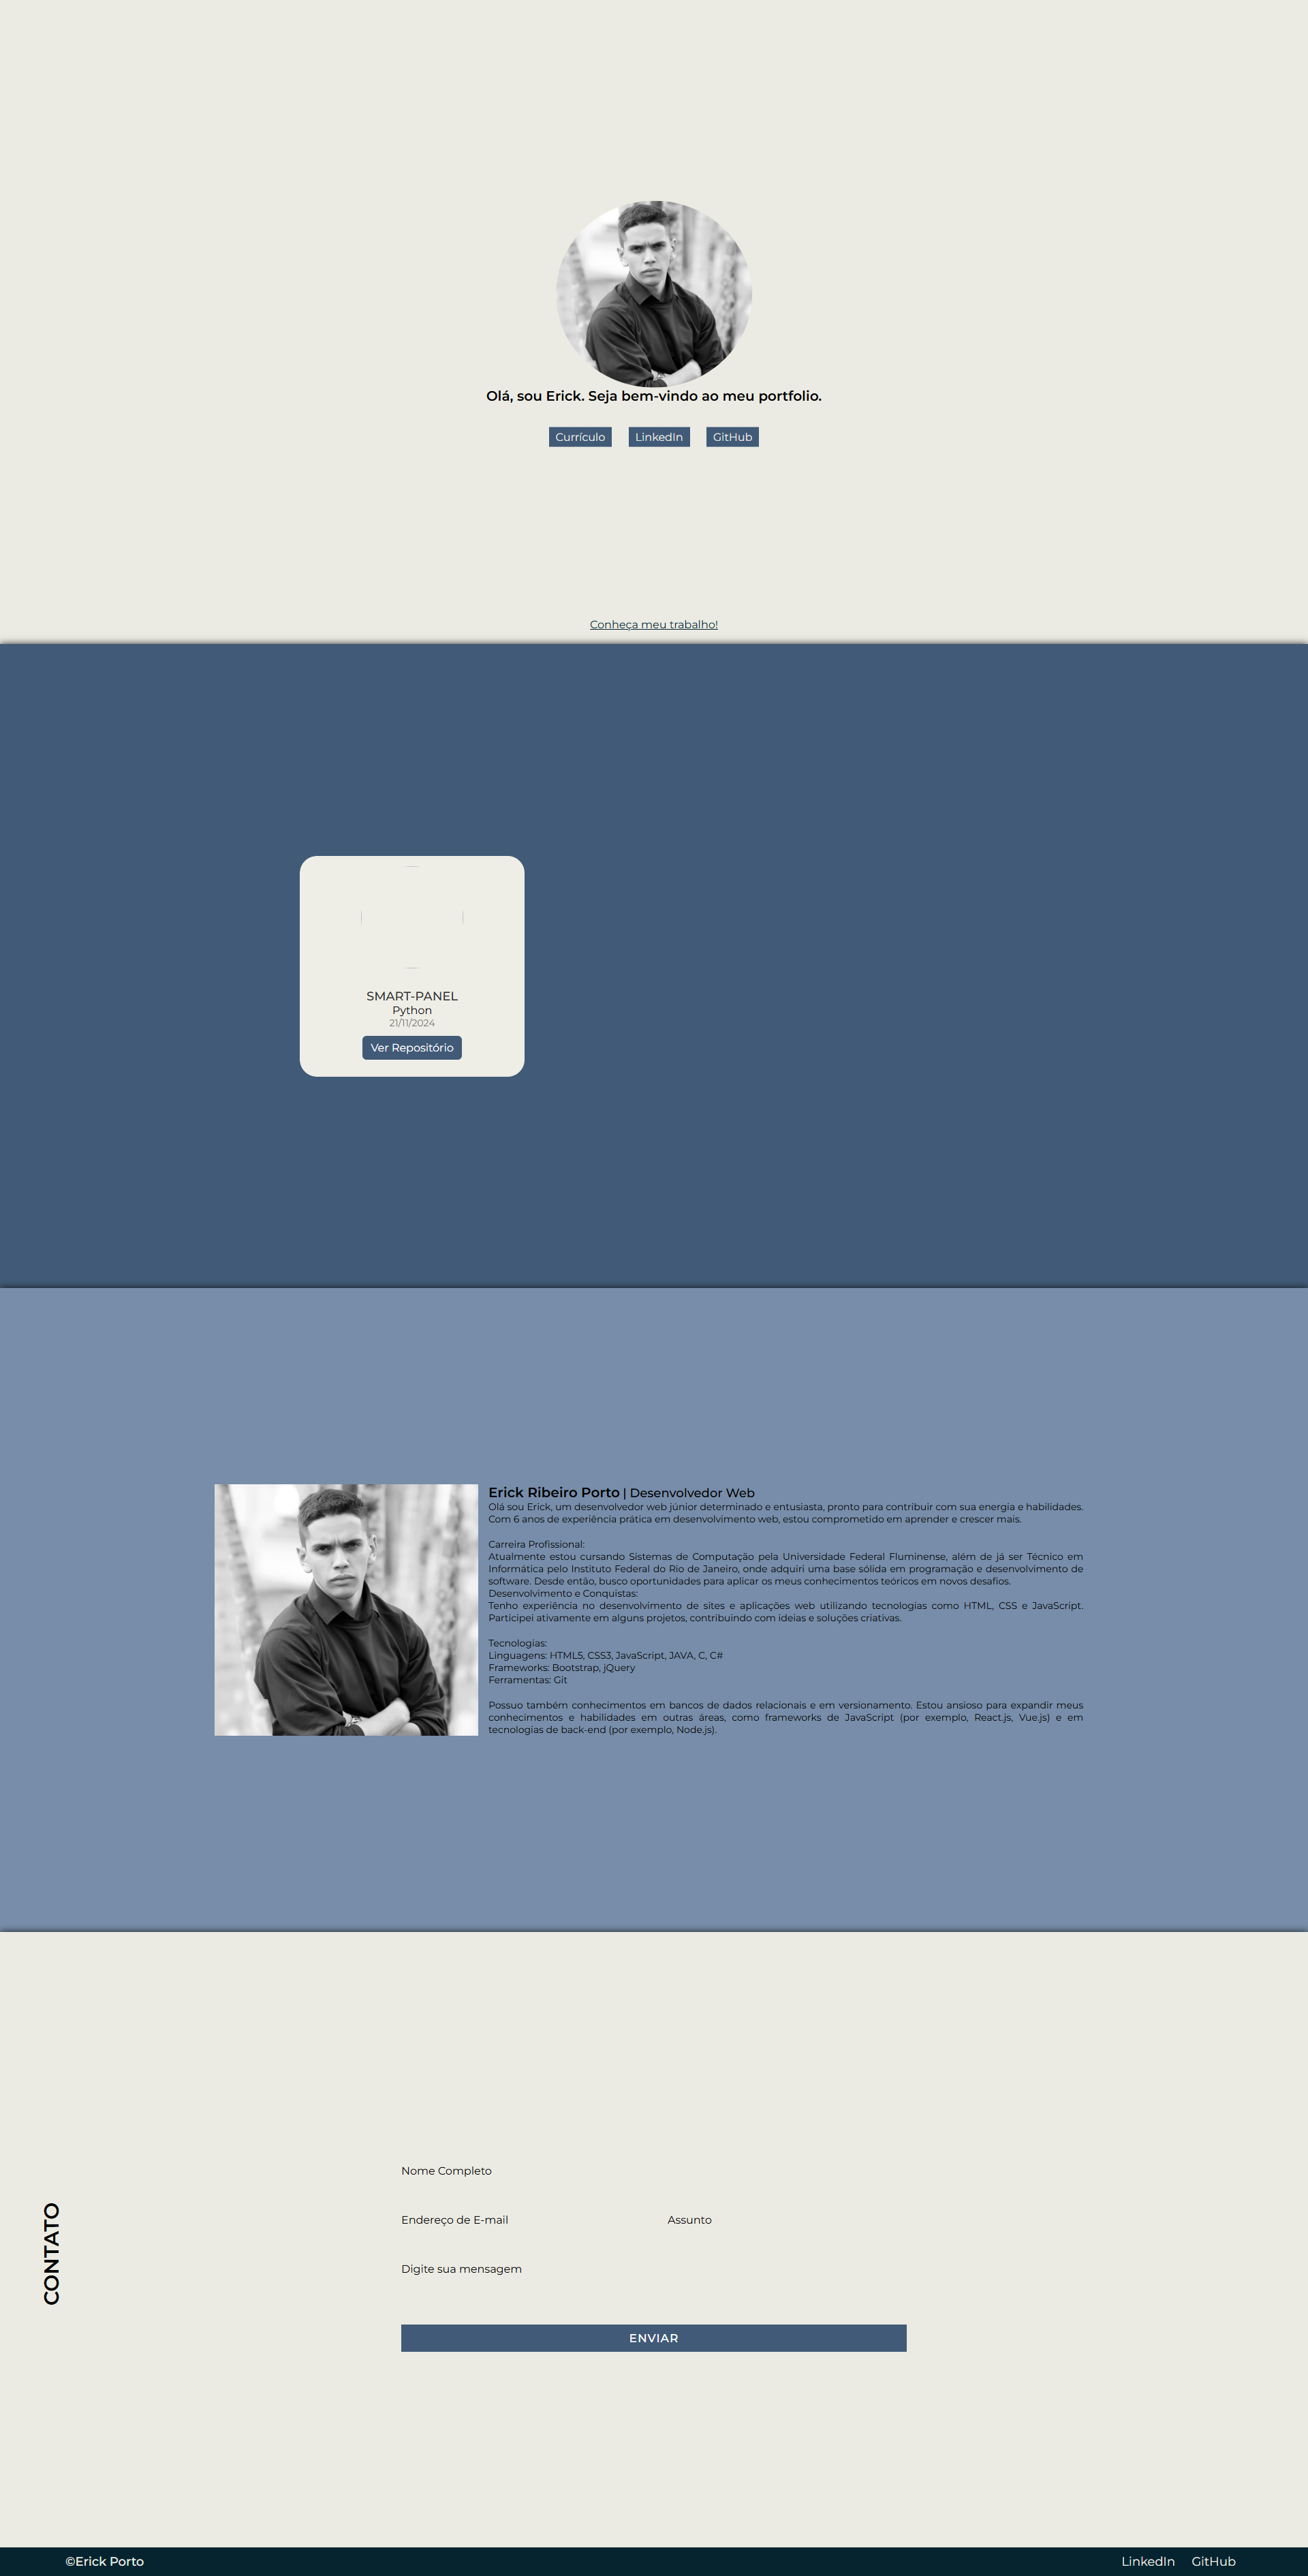 Olá, sou Erick. Seja bem-vindo ao meu portfolio.
Currículo LinkedIn GitHub
Conheça meu trabalho!
SMART-PANEL
Python
21/11/2024
Ver Repositório
Erick Ribeiro Porto | Desenvolvedor Web
Olá sou Erick, um desenvolvedor web júnior determinado e entusiasta, pronto para contribuir com sua energia e habilidades.
Com 6 anos de experiência prática em desenvolvimento web, estou comprometido em aprender e crescer mais.
Carreira Profissional:
Atualmente estou cursando Sistemas de Computação pela Universidade Federal Fluminense, além de já ser Técnico em
Informática pelo Instituto Federal do Rio de Janeiro, onde adquiri uma base sólida em programação e desenvolvimento de
software. Desde então, busco oportunidades para aplicar os meus conhecimentos teóricos em novos desafios.
Desenvolvimento e Conquistas:
Tenho experiência no desenvolvimento de sites e aplicações web utilizando tecnologias como HTML, CSS e JavaScript.
Participei ativamente em alguns projetos, contribuindo com ideias e soluções criativas.
Tecnologias:
Linguagens: HTML5, CSS3, JavaScript, JAVA, C, C#
Frameworks: Bootstrap, jQuery
Ferramentas: Git
Possuo também conhecimentos em bancos de dados relacionais e em versionamento. Estou ansioso para expandir meus
conhecimentos e habilidades em outras áreas, como frameworks de JavaScript (por exemplo, React.js, Vue.js) e em
tecnologias de back-end (por exemplo, Node.js).
CONTATO
Nome Completo
Endereço de E-mail Assunto
Digite sua mensagem
ENVIAR
©Erick Porto LinkedIn GitHub